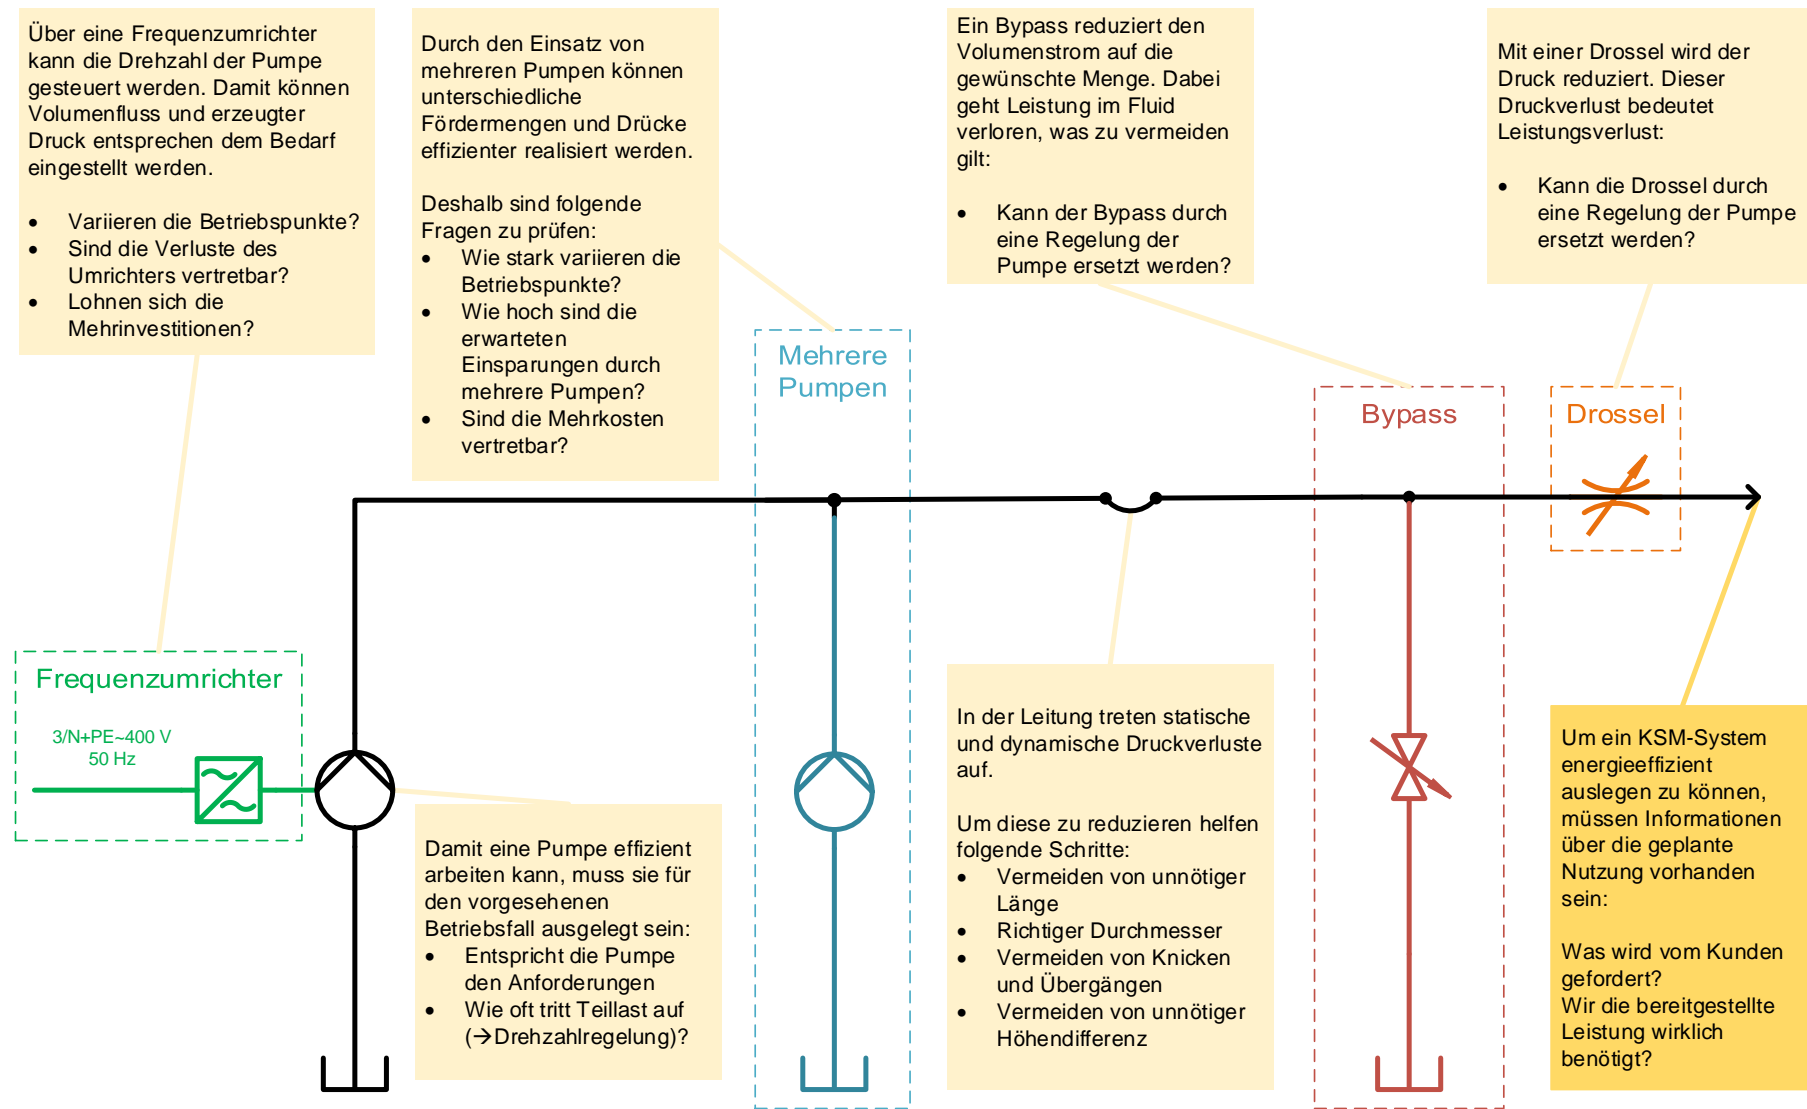 Über eine Frequenzumrichter
kann die Drehzahl der Pumpe
gesteuert werden. Damit können
Volumenfluss und erzeugter
Druck entsprechen dem Bedarf
eingestellt werden.
• Variieren die Betriebspunkte?
• Sind die Verluste des
Umrichters vertretbar?
• Lohnen sich die
Mehrinvestitionen?
Durch den Einsatz von
mehreren Pumpen können
unterschiedliche
Fördermengen und Drücke
effizienter realisiert werden.
Deshalb sind folgende
Fragen zu prüfen:
• Wie stark variieren die
Betriebspunkte?
• Wie hoch sind die
erwarteten
Einsparungen durch
mehrere Pumpen?
• Sind die Mehrkosten
vertretbar?
Ein Bypass reduziert den
Volumenstrom auf die
gewünschte Menge. Dabei
geht Leistung im Fluid
verloren, was zu vermeiden
gilt:
• Kann der Bypass durch
eine Regelung der
Pumpe ersetzt werden?
Mit einer Drossel wird der
Druck reduziert. Dieser
Druckverlust bedeutet
Leistungsverlust:
• Kann die Drossel durch
eine Regelung der Pumpe
ersetzt werden?
Mehrere
Pumpen
Bypass
Drossel
Frequenzumrichter
3/N+PE~400 V
50 Hz
Damit eine Pumpe effizient
arbeiten kann, muss sie für
den vorgesehenen
Betriebsfall ausgelegt sein:
• Entspricht die Pumpe
den Anforderungen
• Wie oft tritt Teillast auf
(→Drehzahlregelung)?
In der Leitung treten statische
und dynamische Druckverluste
auf.
Um diese zu reduzieren helfen
folgende Schritte:
• Vermeiden von unnötiger
Länge
• Richtiger Durchmesser
• Vermeiden von Knicken
und Übergängen
• Vermeiden von unnötiger
Höhendifferenz
Um ein KSM-System
energieeffizient
auslegen zu können,
müssen Informationen
über die geplante
Nutzung vorhanden
sein:
Was wird vom Kunden
gefordert?
Wir die bereitgestellte
Leistung wirklich
benötigt?